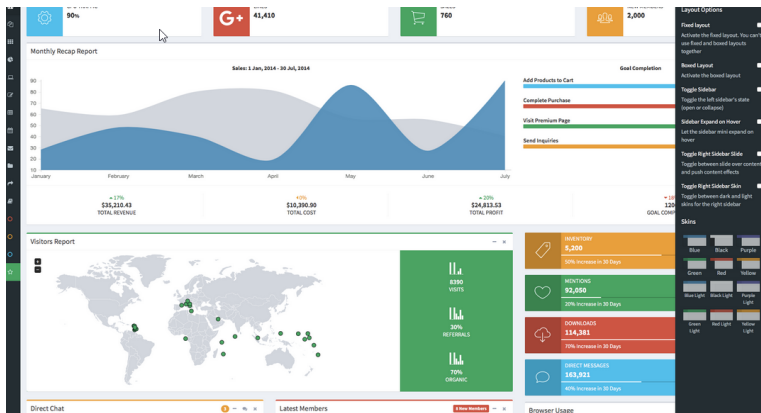 90%
41,410
760
2,000
Monthly Recap Report
Sales: 1 Jan, 2014 - 30 Jul, 2014
Goal Completion
90
80
70
60
50
40
30
20
10
January
February
March
April
May
June
July
Add Products to Cart
Complete Purchase
Visit Premium Page
Send Inquiries
17%
$35,210.43
TOTAL REVENUE
0%
$10,390.90
TOTAL COST
20%
$24,813.53
TOTAL PROFIT
18%
120
GOAL COMP
Visitors Report
8390
VISITS
30%
REFERRALS
70%
ORGANIC
INVENTORY
5,200
50% Increase in 30 Days
MENTIONS
92,050
20% Increase in 30 Days
DOWNLOADS
114,381
70% Increase in 30 Days
DIRECT MESSAGES
163,921
40% Increase in 30 Days
Direct Chat
3
Latest Members
8 New Members
Browser Usage
Layout Options
Fixed layout
Activate the fixed layout. You can't
use fixed and boxed layouts
together
Boxed Layout
Activate the boxed layout
Toggle Sidebar
Toggle the left sidebar's state
(open or collapse)
Sidebar Expand on Hover
Let the sidebar mini expand on
hover
Toggle Right Sidebar Slide
Toggle between slide over content
and push content effects
Toggle Right Sidebar Skin
Toggle between dark and light
skins for the right sidebar
Skins
Blue
Black
Purple
Green
Red
Yellow
Blue Light
Black Light
Purple
Light
Green
Light
Red Light
Yellow
Light